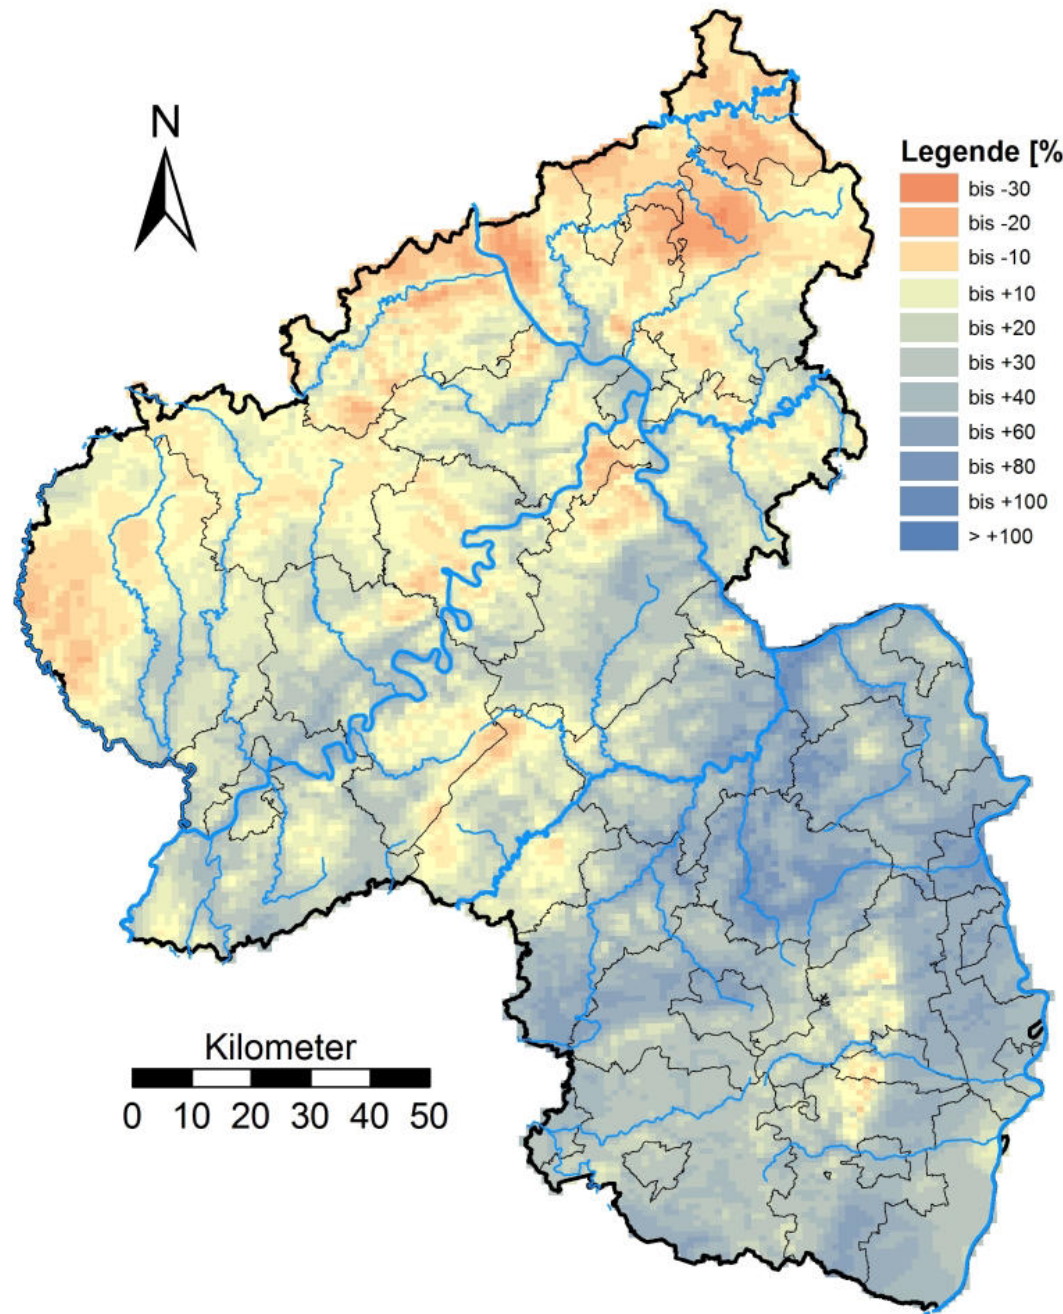 N
Legende [%
bis -30
bis -20
bis -10
bis +10
bis +20
bis +30
bis +40
bis +60
bis +80
bis +100
> +100
Kilometer
0 10 20 30 40 50